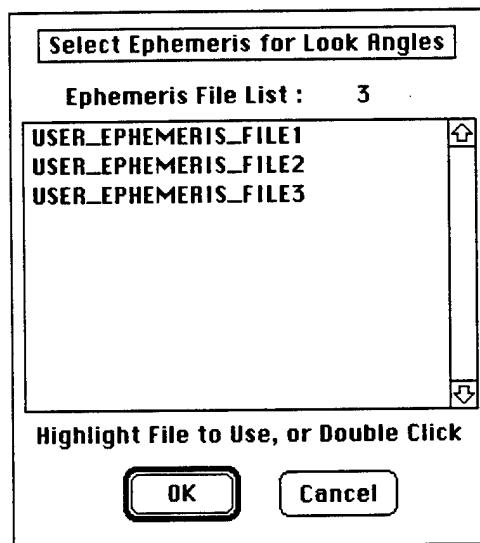 Select Ephemeris for Look Angles
Ephemeris File List : 3
USER_EPHEMERIS_FILE1
USER_EPHEMERIS_FILE2
USER_EPHEMERIS_FILE3
Highlight File to Use, or Double Click
OK Cancel